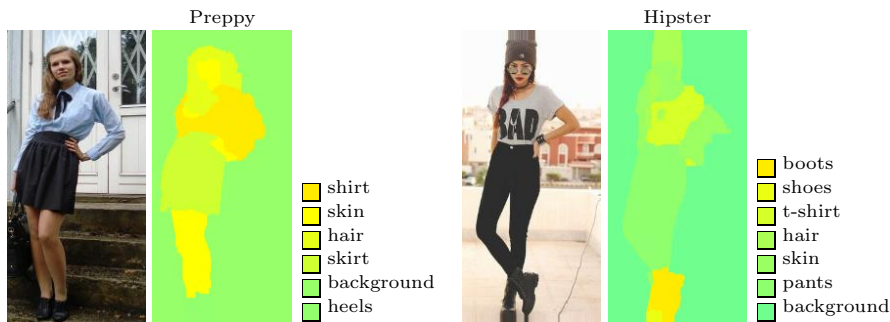 Preppy
shirt
skin
hair
skirt
background
heels
Hipster
BAD
boots
shoes
t-shirt
hair
skin
pants
background